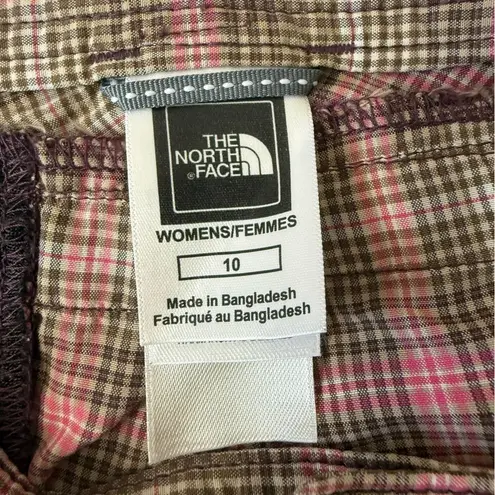 THE
NORTH
FACE
®
WOMENS/FEMMES
10
Made in Bangladesh
Fabriqué au Bangladesh